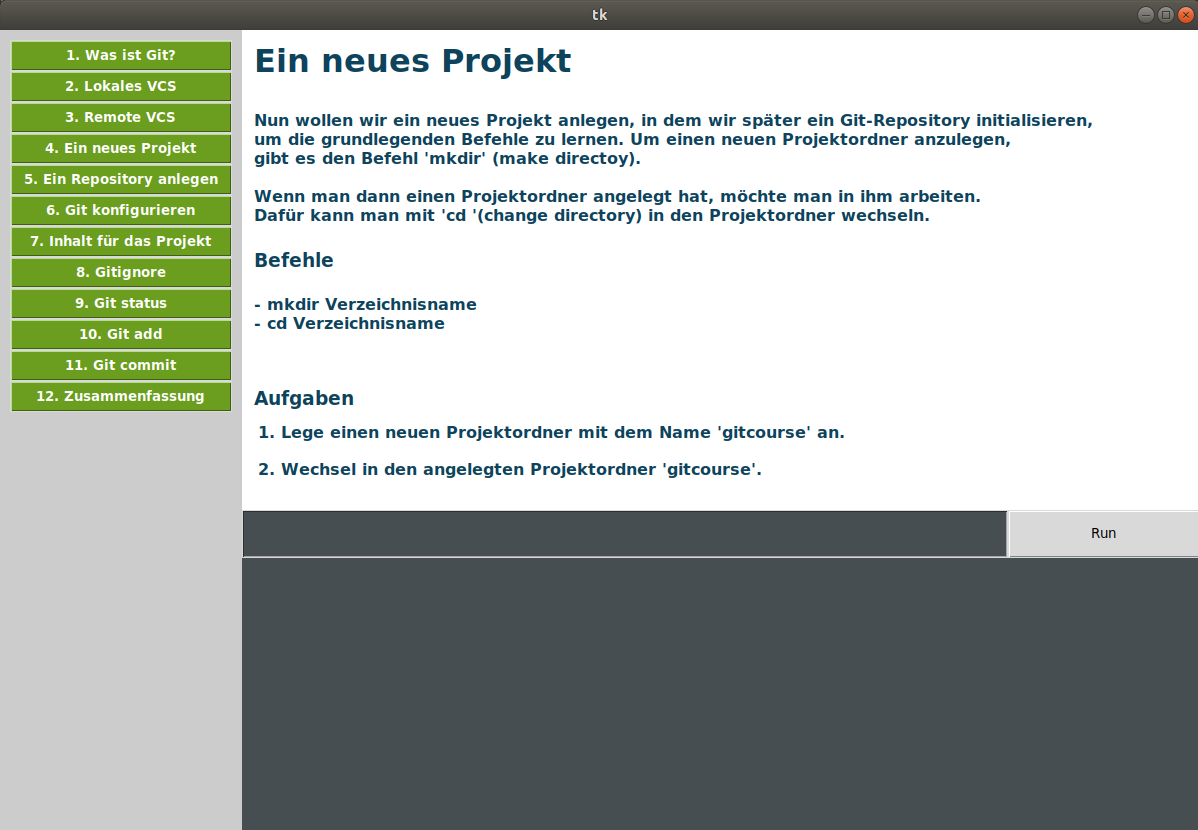 tk
1. Was ist Git?
2. Lokales VCS
3. Remote VCS
4. Ein neues Projekt
5. Ein Repository anlegen
6. Git konfigurieren
7. Inhalt für das Projekt
8. Gitignore
9. Git status
10. Git add
11. Git commit
12. Zusammenfassung
Ein neues Projekt
Nun wollen wir ein neues Projekt anlegen, in dem wir später ein Git-Repository initialisieren,
um die grundlegenden Befehle zu lernen. Um einen neuen Projektordner anzulegen,
gibt es den Befehl 'mkdir' (make directoy).
Wenn man dann einen Projektordner angelegt hat, möchte man in ihm arbeiten.
Dafür kann man mit 'cd '(change directory) in den Projektordner wechseln.
Befehle
- mkdir Verzeichnisname
- cd Verzeichnisname
Aufgaben
1. Lege einen neuen Projektordner mit dem Name 'gitcourse' an.
2. Wechsel in den angelegten Projektordner 'gitcourse'.
Run